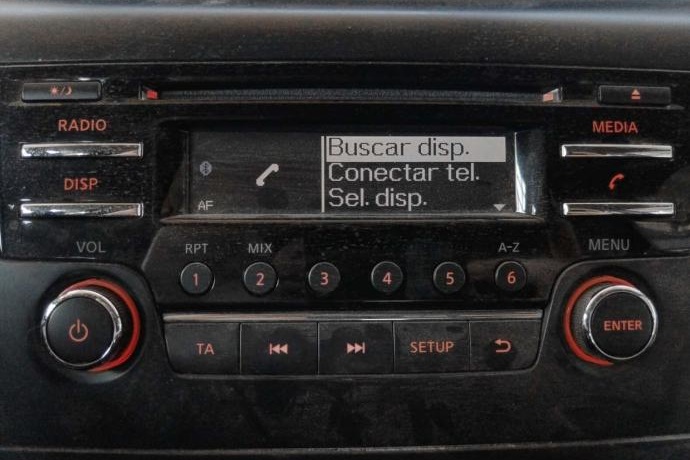 RADIO
MEDIA
DISP
Buscar disp.
Conectar tel.
Sel. disp.
AF
VOL
RPT
MIX
A-Z
MENU
1
2
3
4
5
6
TA
SETUP
ENTER